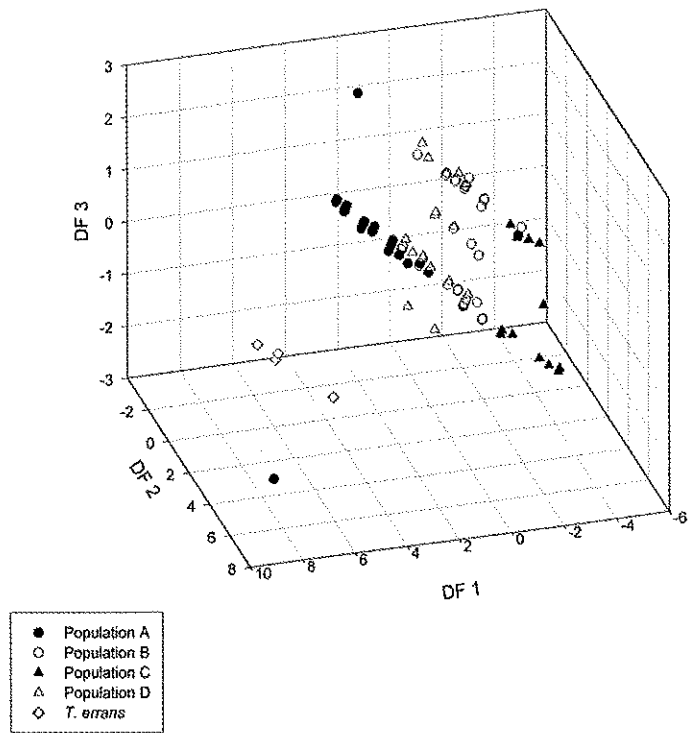 3
2
1
0
-1
-2
-3
DF 3
-2
0
2
4
6
8
DF 2
10
8
6
4
2
0
-2
-4
-6
DF 1
Population A
Population B
Population C
Population D
T. errans